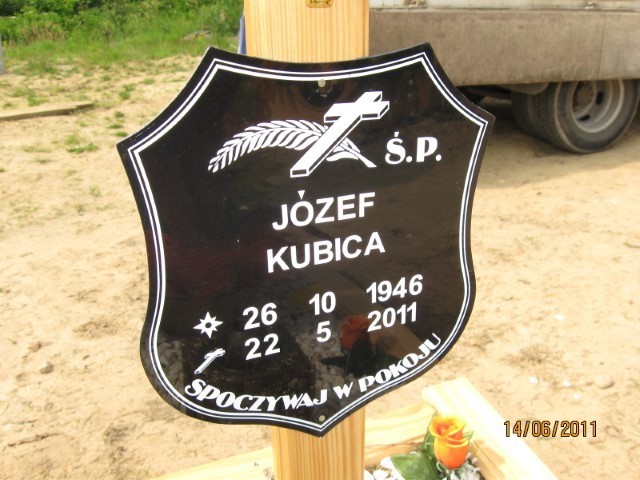 Ś.P.
JÓZEF
KUBICA
26 10 1946
22 5 2011
SPOCZYWAJ W POKOJU
14/06/2011